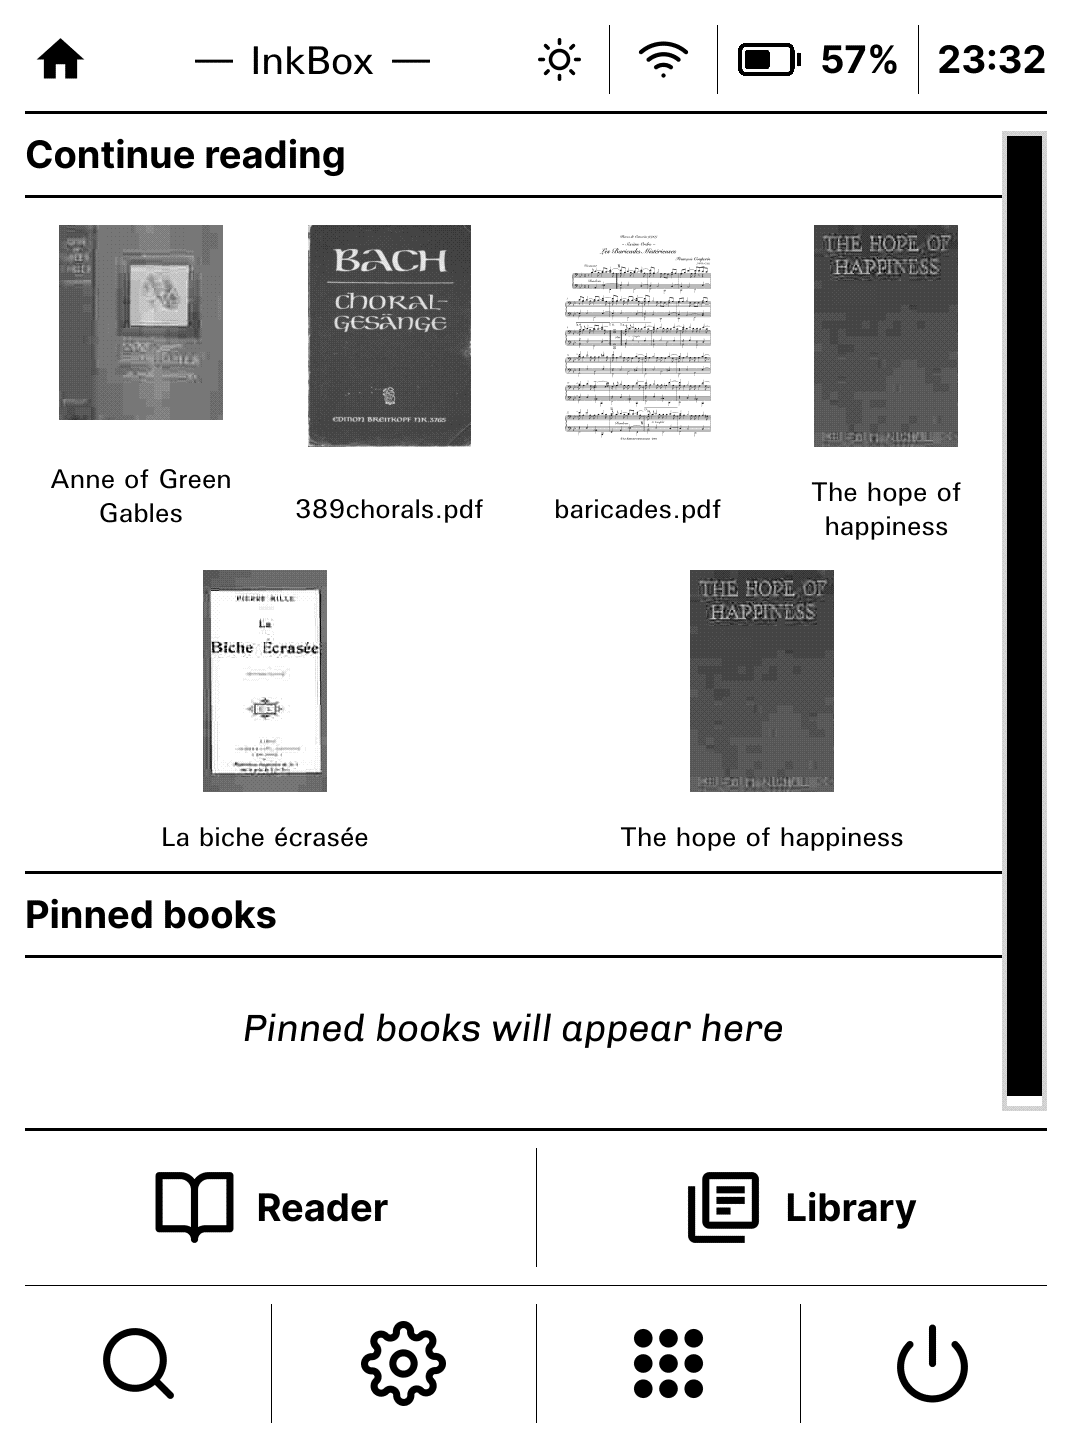 — InkBox —
57%
23:32
Continue reading
BACH
CHORAL-
GESÄNGE
EDITION BREITKOPF NR. 3765
Les Baricades Mistérieuses
THE HOPE OF
HAPPINESS
Anne of Green
Gables
389chorals.pdf
baricades.pdf
The hope of
happiness
PIERRE MILLE
La
Biche Écrasée
THE HOPE OF
HAPPINESS
La biche écrasée
The hope of happiness
Pinned books
Pinned books will appear here
Reader
Library